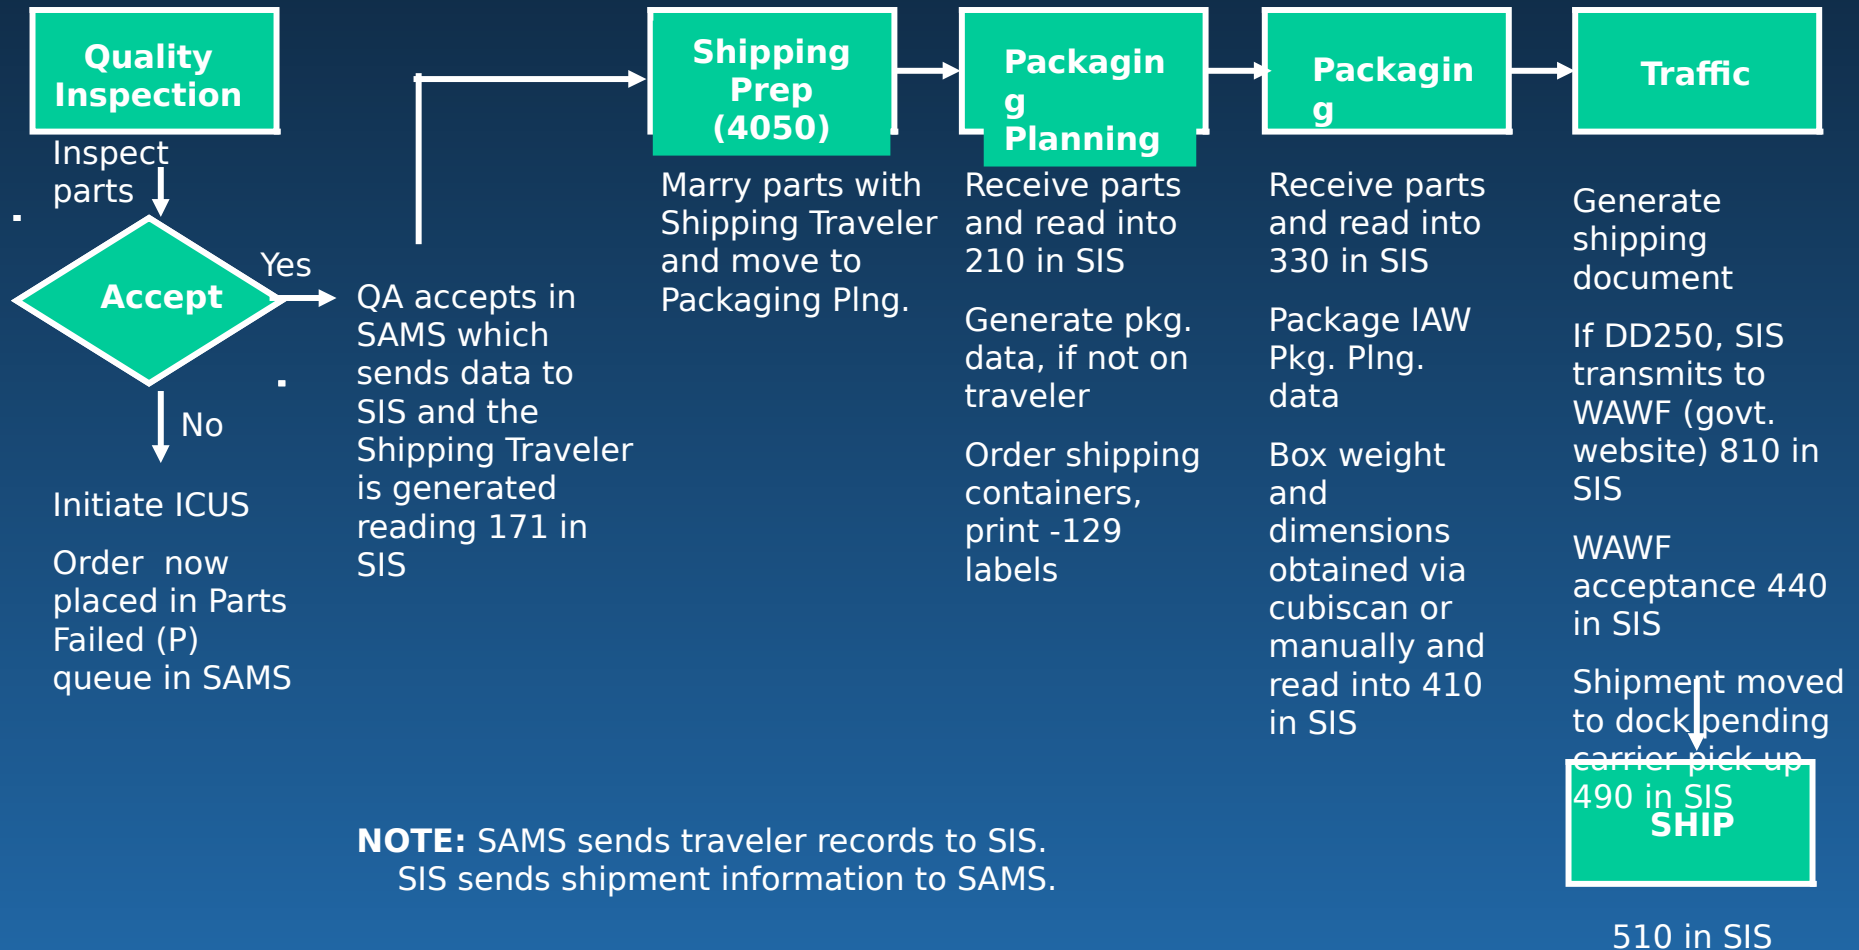 Quality
Inspection
Inspect
parts
Accept
Yes
No
Initiate ICUS
Order  now
placed in Parts
Failed (P)
queue in SAMS
QA accepts in
SAMS which
sends data to
SIS and the
Shipping Traveler
is generated
reading 171 in
SIS
Shipping
Prep
(4050)
Marry parts with
Shipping Traveler
and move to
Packaging Plng.
Packagin
g
Planning
Receive parts
and read into
210 in SIS
Generate pkg.
data, if not on
traveler
Order shipping
containers,
print -129
labels
Packagin
g
Receive parts
and read into
330 in SIS
Package IAW
Pkg. Plng.
data
Box weight
and
dimensions
obtained via
cubiscan or
manually and
read into 410
in SIS
Traffic
Generate
shipping
document
If DD250, SIS
transmits to
WAWF (govt.
website) 810 in
SIS
WAWF
acceptance 440
in SIS
Shipment moved
to dock pending
carrier pick up
490 in SIS
SHIP
510 in SIS
NOTE: SAMS sends traveler records to SIS.
SIS sends shipment information to SAMS.